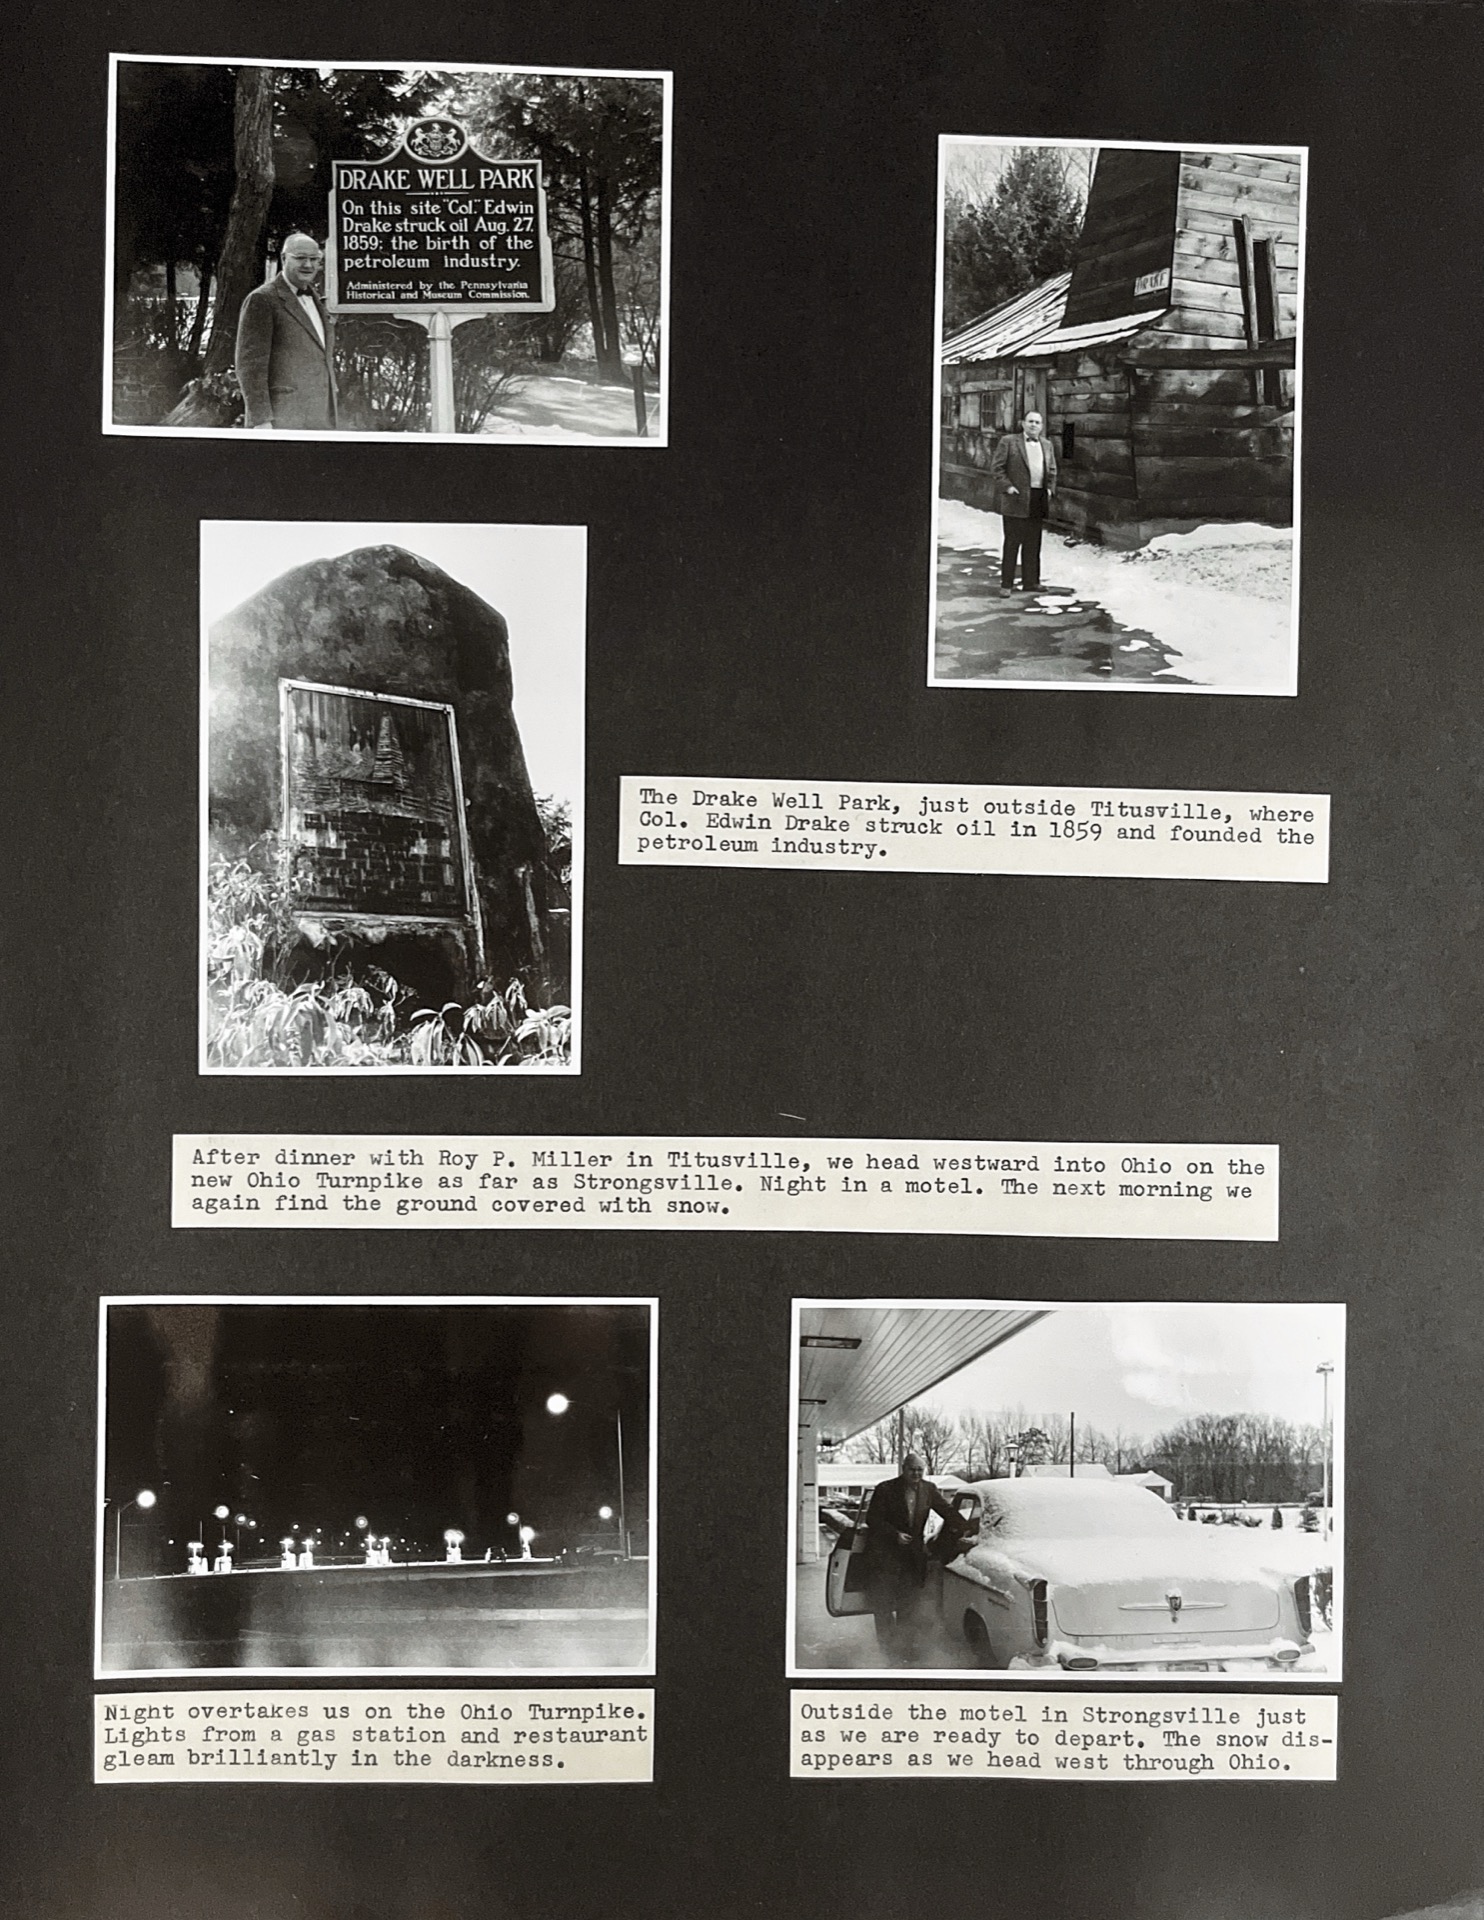 DRAKE WELL PARK
On this site "Col." Edwin
Drake struck oil Aug. 27,
1859; the birth of the
petroleum industry.
Administered by the Pennsylvania
Historical and Museum Commission.
DRAKE
The Drake Well Park, just outside Titusville, where
Col. Edwin Drake struck oil in 1859 and founded the
petroleum industry.
After dinner with Roy P. Miller in Titusville, we head westward into Ohio on the
new Ohio Turnpike as far as Strongsville. Night in a motel. The next morning we
again find the ground covered with snow.
Night overtakes us on the Ohio Turnpike.
Lights from a gas station and restaurant
gleam brilliantly in the darkness.
Outside the motel in Strongsville just
as we are ready to depart. The snow dis-
appears as we head west through Ohio.